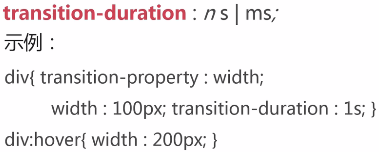 transition-duration : n s | ms;
示例：
div{ transition-property : width;
width : 100px; transition-duration : 1s; }
div:hover{ width : 200px; }